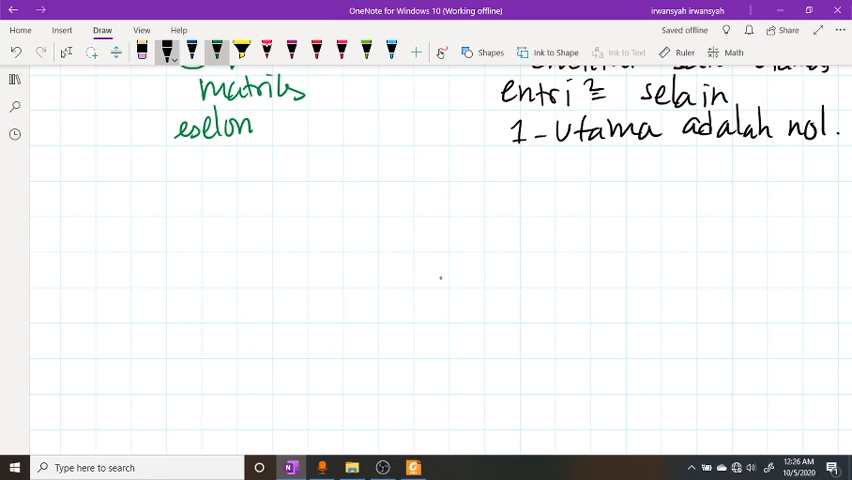 OneNote for Windows 10 (Working offline)
irwansyah irwansyah
Home Insert Draw View Help
Saved offline Share
Shapes Ink to Shape Ink to Text Ruler Math
matriks
entri² selain
eselon
1-utama adalah nol.
Type here to search
12:26 AM
10/5/2020